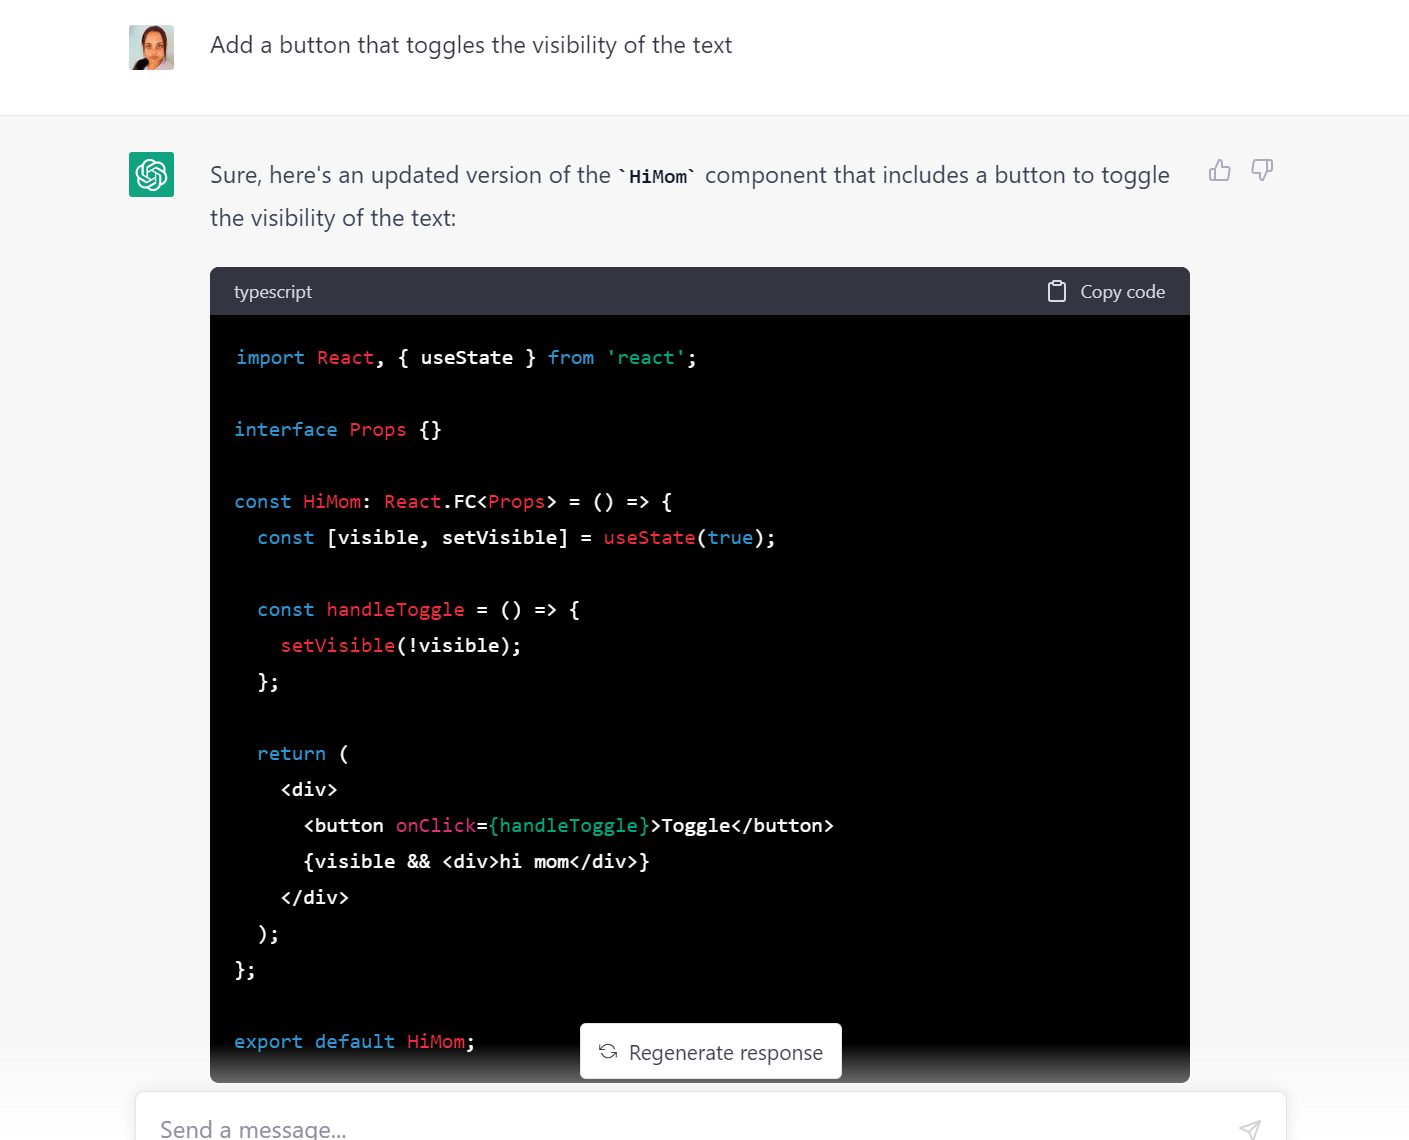 Add a button that toggles the visibility of the text
Sure, here's an updated version of the `HiMom` component that includes a button to toggle
the visibility of the text:
typescript
Copy code
import React, { useState } from 'react';
interface Props {}
const HiMom: React.FC<Props> = () => {
  const [visible, setVisible] = useState(true);
  const handleToggle = () => {
    setVisible(!visible);
  };
  return (
    <div>
      <button onClick={handleToggle}>Toggle</button>
      {visible && <div>hi mom</div>}
    </div>
  );
};
export default HiMom;
Regenerate response
Send a message...